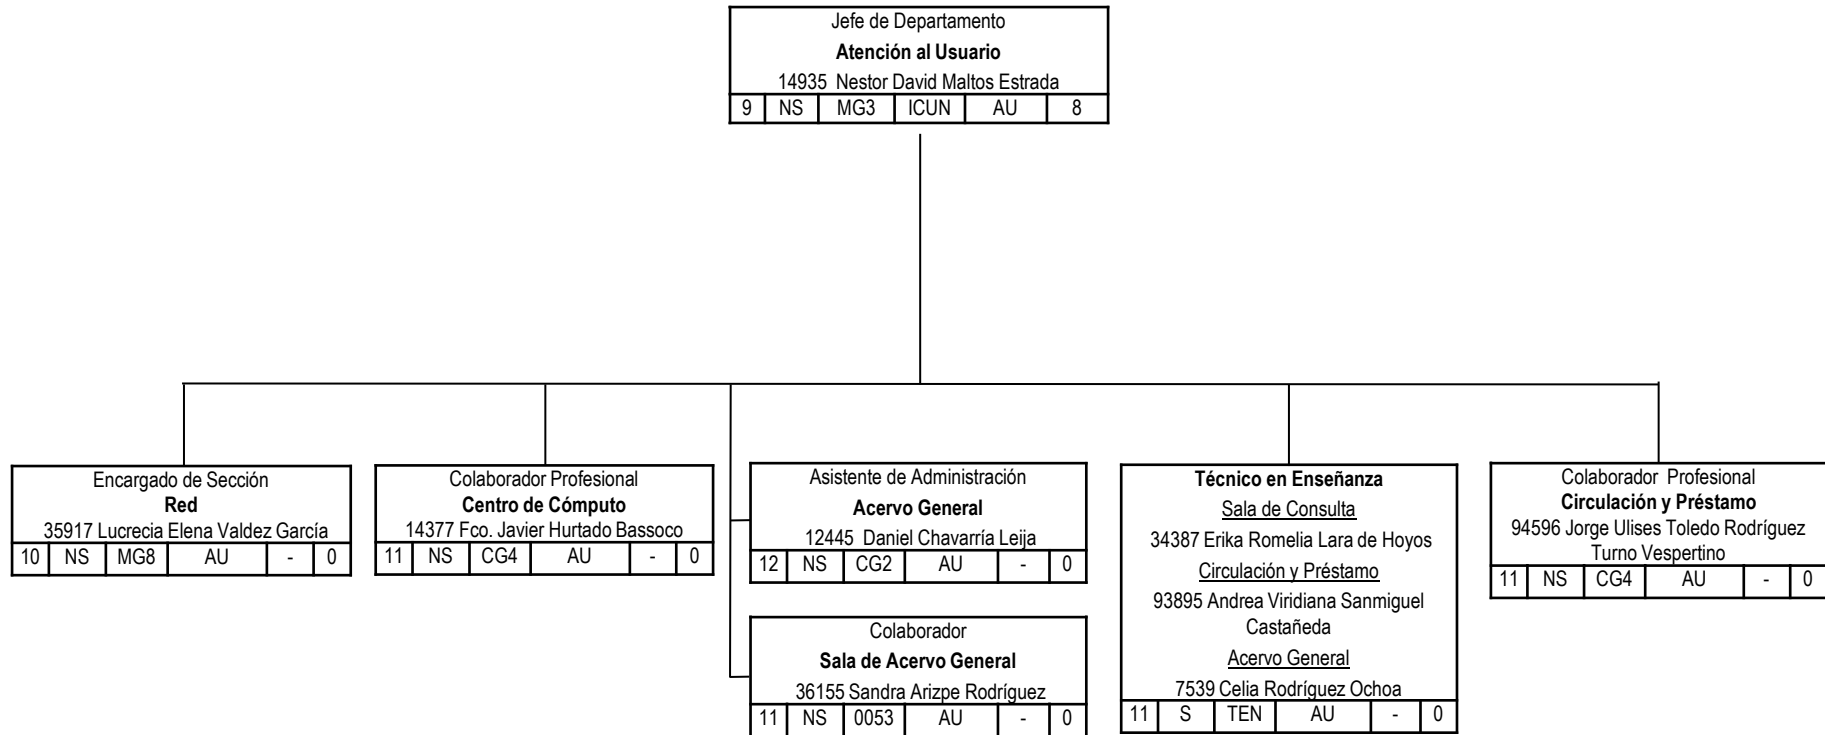 Jefe de Departamento
Atención al Usuario
14935 Nestor David Maltos Estrada
9 NS MG3 ICUN AU 8
Encargado de Sección
Red
35917 Lucrecia Elena Valdez García
10 NS MG8 AU - 0
Colaborador Profesional
Centro de Cómputo
14377 Fco. Javier Hurtado Bassoco
11 NS CG4 AU - 0
Asistente de Administración
Acervo General
12445 Daniel Chavarría Leija
12 NS CG2 AU - 0
Colaborador
Sala de Acervo General
36155 Sandra Arizpe Rodríguez
11 NS 0053 AU - 0
Técnico en Enseñanza
Sala de Consulta
34387 Erika Romelia Lara de Hoyos
Circulación y Préstamo
93895 Andrea Viridiana Sanmiguel
Castañeda
Acervo General
7539 Celia Rodríguez Ochoa
11 S TEN AU - 0
Colaborador Profesional
Circulación y Préstamo
94596 Jorge Ulises Toledo Rodríguez
Turno Vespertino
11 NS CG4 AU - 0